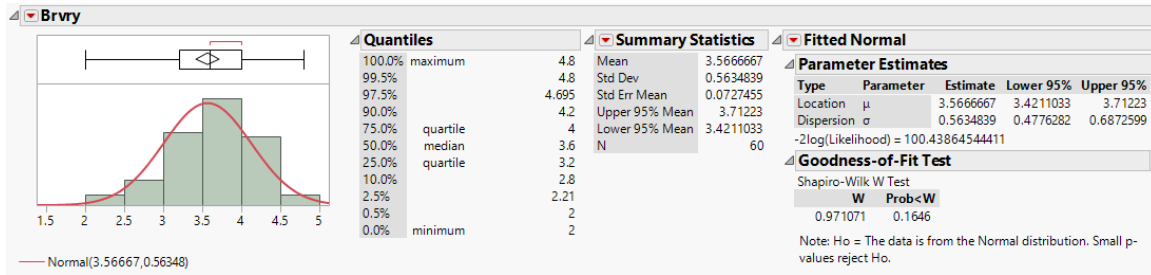 Brvry
1.5 2 2.5 3 3.5 4 4.5 5
Normal(3.56667,0.56348)
Quantiles
100.0% maximum 4.8
99.5% 4.8
97.5% 4.695
90.0% 4.2
75.0% quartile 4
50.0% median 3.6
25.0% quartile 3.2
10.0% 2.8
2.5% 2.21
0.5% 2
0.0% minimum 2
Summary Statistics
Mean 3.5666667
Std Dev 0.5634839
Std Err Mean 0.0727455
Upper 95% Mean 3.71223
Lower 95% Mean 3.4211033
N 60
Fitted Normal
Parameter Estimates
Type Parameter Estimate Lower 95% Upper 95%
Location μ 3.5666667 3.4211033 3.71223
Dispersion σ 0.5634839 0.4776282 0.6872599
-2log(Likelihood) = 100.43864544411
Goodness-of-Fit Test
Shapiro-Wilk W Test
W Prob<W
0.971071 0.1646
Note: Ho = The data is from the Normal distribution. Small p-
values reject Ho.